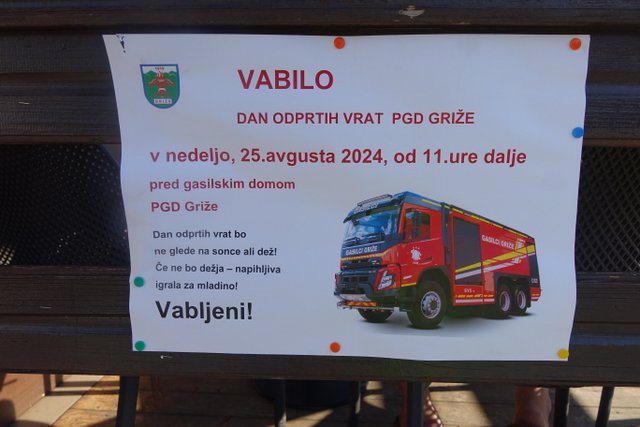 VABILO
DAN ODPRTIH VRAT PGD GRIŽE
v nedeljo, 25.avgusta 2024, od 11.ure dalje
pred gasilskim domom
PGD Griže
Dan odprtih vrat bo
ne glede na sonce ali dež!
Če ne bo dežja – napihljiva
igrala za mladino!
Vabljeni!
GRIŽE
GASILCI GRIŽE